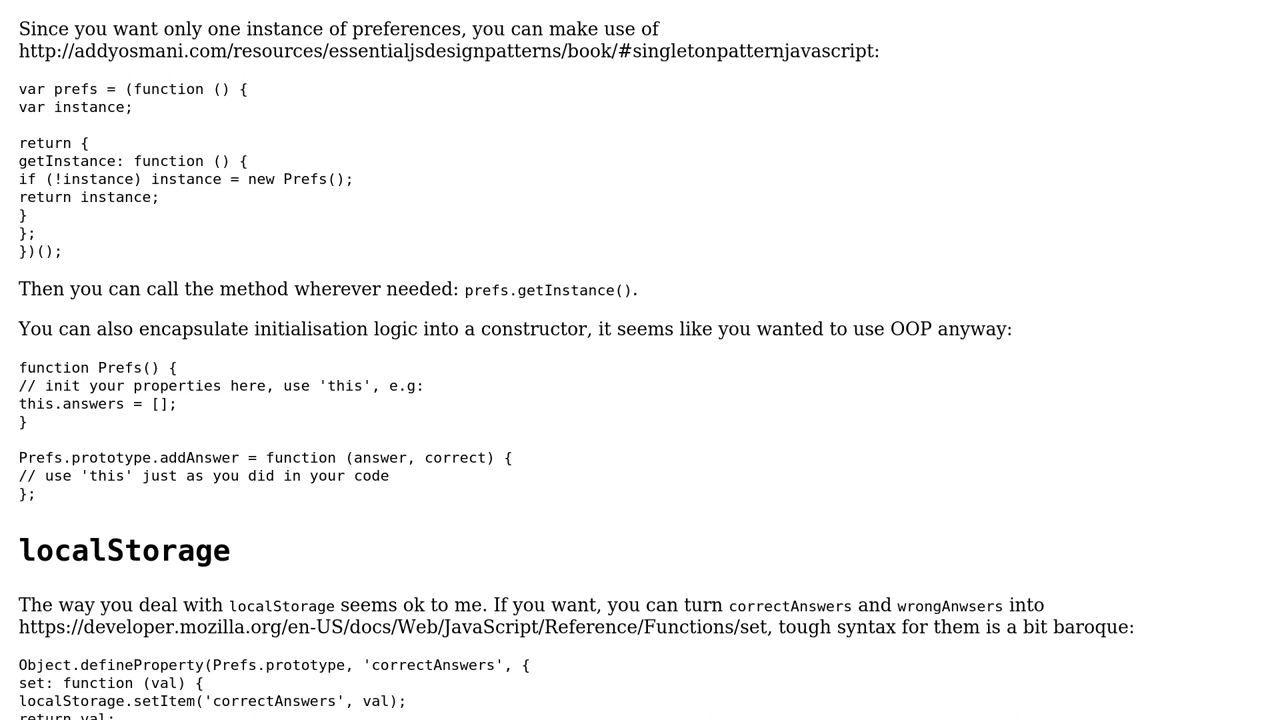 Since you want only one instance of preferences, you can make use of
http://addyosmani.com/resources/essentialjsdesignpatterns/book/#singletonpatternjavascript:
var prefs = (function () {
var instance;
return {
getInstance: function () {
if (!instance) instance = new Prefs();
return instance;
}
};
})();
Then you can call the method wherever needed: prefs.getInstance().
You can also encapsulate initialisation logic into a constructor, it seems like you wanted to use OOP anyway:
function Prefs() {
// init your properties here, use 'this', e.g:
this.answers = [];
}
Prefs.prototype.addAnswer = function (answer, correct) {
// use 'this' just as you did in your code
};
localStorage
The way you deal with localStorage seems ok to me. If you want, you can turn correctAnswers and wrongAnwsers into
https://developer.mozilla.org/en-US/docs/Web/JavaScript/Reference/Functions/set, tough syntax for them is a bit baroque:
Object.defineProperty(Prefs.prototype, 'correctAnswers', {
set: function (val) {
localStorage.setItem('correctAnswers', val);
return val;